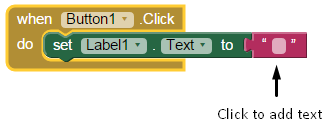 when Button1 .Click
do set Label1 . Text to " "
Click to add text